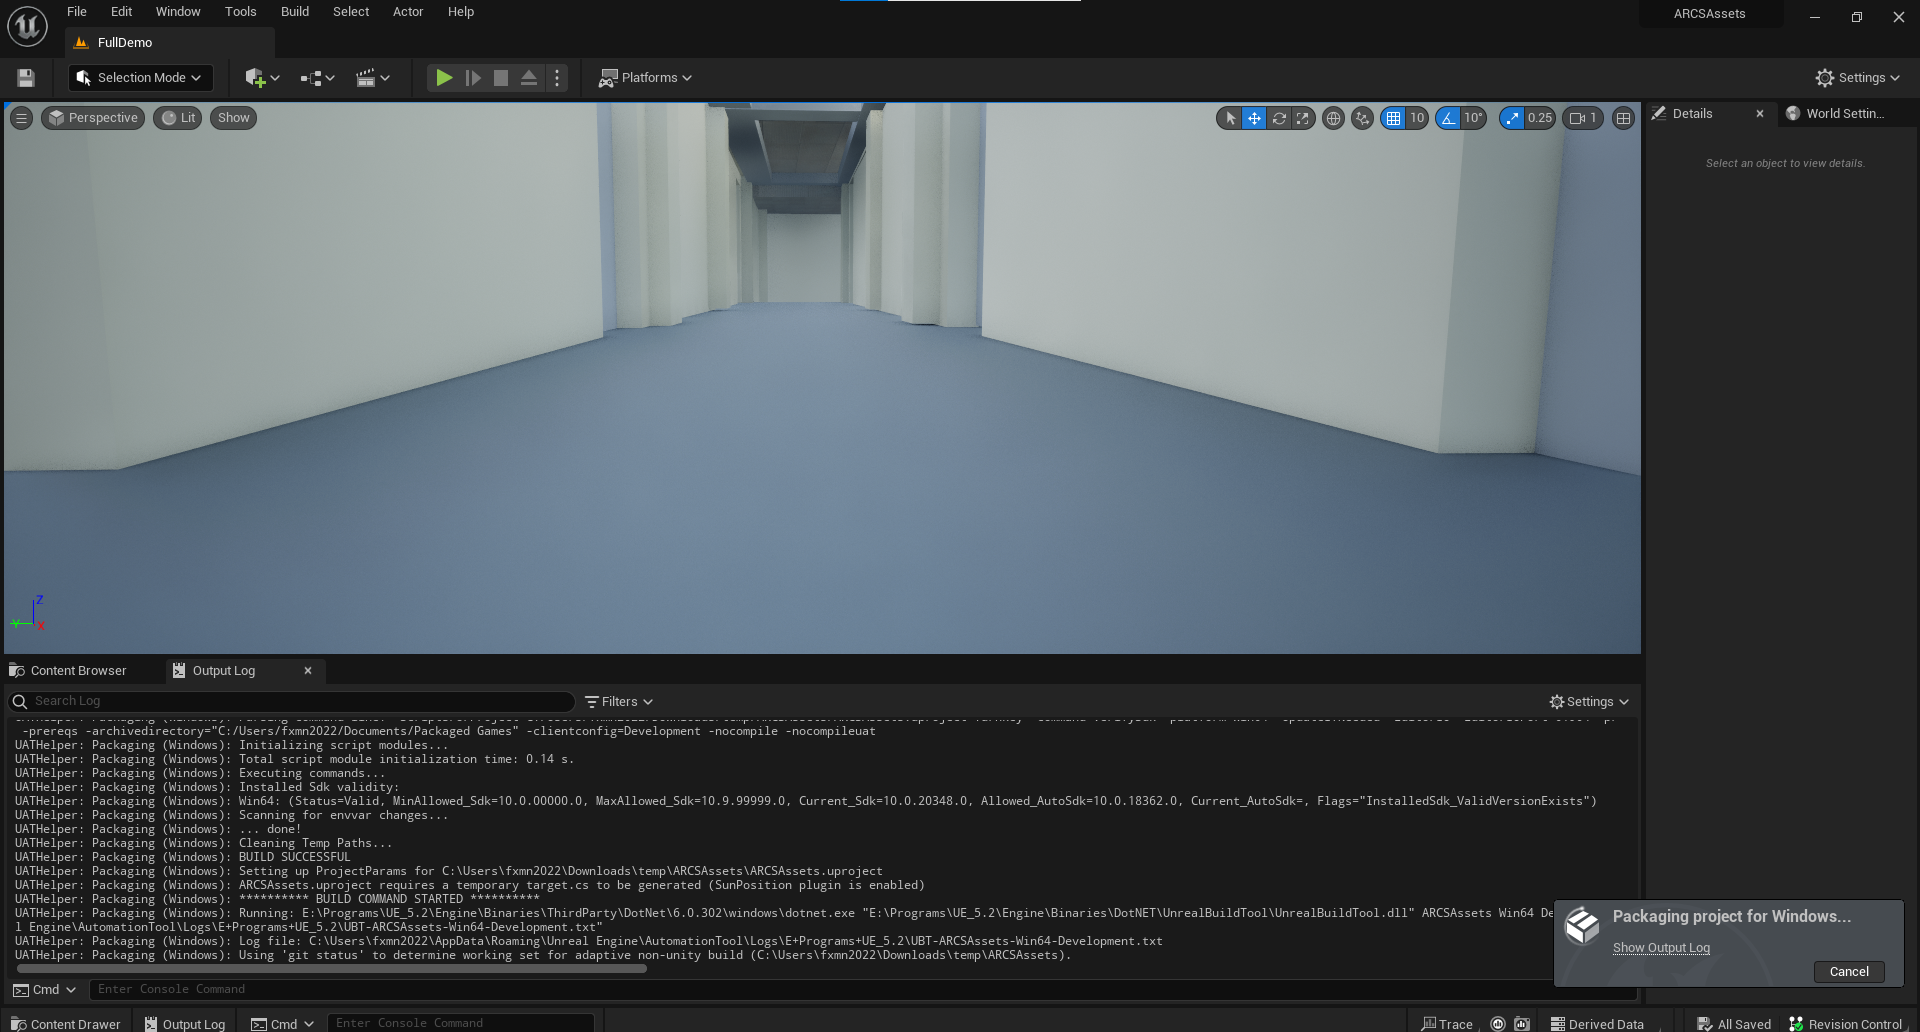 File Edit Window Tools Build Select Actor Help
ARCSAssets
FullDemo
Selection Mode
Platforms
Settings
Perspective
Lit
Show
10
10°
0.25
1
Details
World Settin...
Select an object to view details.
Z
Y
X
Content Browser
Output Log
Search Log
Filters
Settings
-prereqs -archivedirectory="C:/Users/fxmn2022/Documents/Packaged Games" -clientconfig=Development -nocompile -nocompileuat
UATHelper: Packaging (Windows): Initializing script modules...
UATHelper: Packaging (Windows): Total script module initialization time: 0.14 s.
UATHelper: Packaging (Windows): Executing commands...
UATHelper: Packaging (Windows): Installed Sdk validity:
UATHelper: Packaging (Windows): Win64: (Status=Valid, MinAllowed_Sdk=10.0.00000.0, MaxAllowed_Sdk=10.9.99999.0, Current_Sdk=10.0.20348.0, Allowed_AutoSdk=10.0.18362.0, Current_AutoSdk=, Flags="InstalledSdk_ValidVersionExists")
UATHelper: Packaging (Windows): Scanning for envvar changes...
UATHelper: Packaging (Windows): ... done!
UATHelper: Packaging (Windows): Cleaning Temp Paths...
UATHelper: Packaging (Windows): BUILD SUCCESSFUL
UATHelper: Packaging (Windows): Setting up ProjectParams for C:\Users\fxmn2022\Downloads\temp\ARCSAssets\ARCSAssets.uproject
UATHelper: Packaging (Windows): ARCSAssets.uproject requires a temporary target.cs to be generated (SunPosition plugin is enabled)
UATHelper: Packaging (Windows): ********** BUILD COMMAND STARTED **********
UATHelper: Packaging (Windows): Running: E:\Programs\UE_5.2\Engine\Binaries\ThirdParty\DotNet\6.0.302\windows\dotnet.exe "E:\Programs\UE_5.2\Engine\Binaries\DotNET\UnrealBuildTool\UnrealBuildTool.dll" ARCSAssets Win64 De
l Engine\AutomationTool\Logs\E+Programs+UE_5.2\UBT-ARCSAssets-Win64-Development.txt"
UATHelper: Packaging (Windows): Log file: C:\Users\fxmn2022\AppData\Roaming\Unreal Engine\AutomationTool\Logs\E+Programs+UE_5.2\UBT-ARCSAssets-Win64-Development.txt
UATHelper: Packaging (Windows): Using 'git status' to determine working set for adaptive non-unity build (C:\Users\fxmn2022\Downloads\temp\ARCSAssets).
Packaging project for Windows...
Show Output Log
Cancel
Cmd
Enter Console Command
Content Drawer
Output Log
Cmd
Enter Console Command
Trace
Derived Data
All Saved
Revision Control